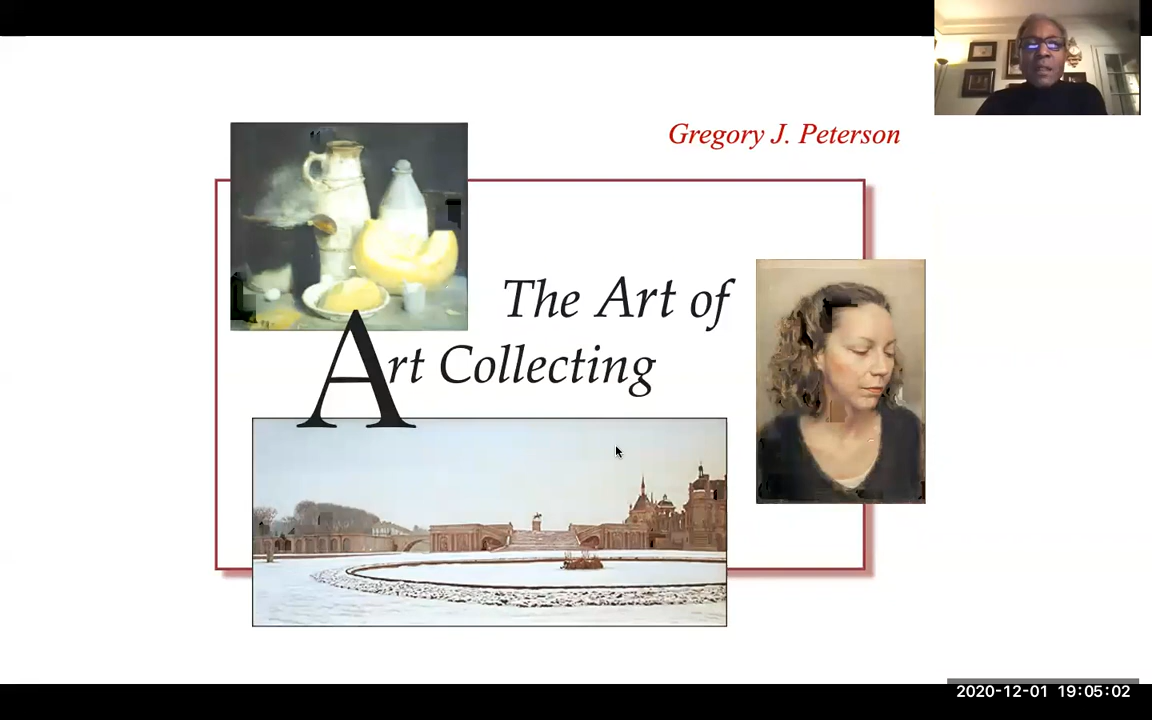 Gregory J. Peterson
The Art of
Art Collecting
2020-12-01 19:05:02